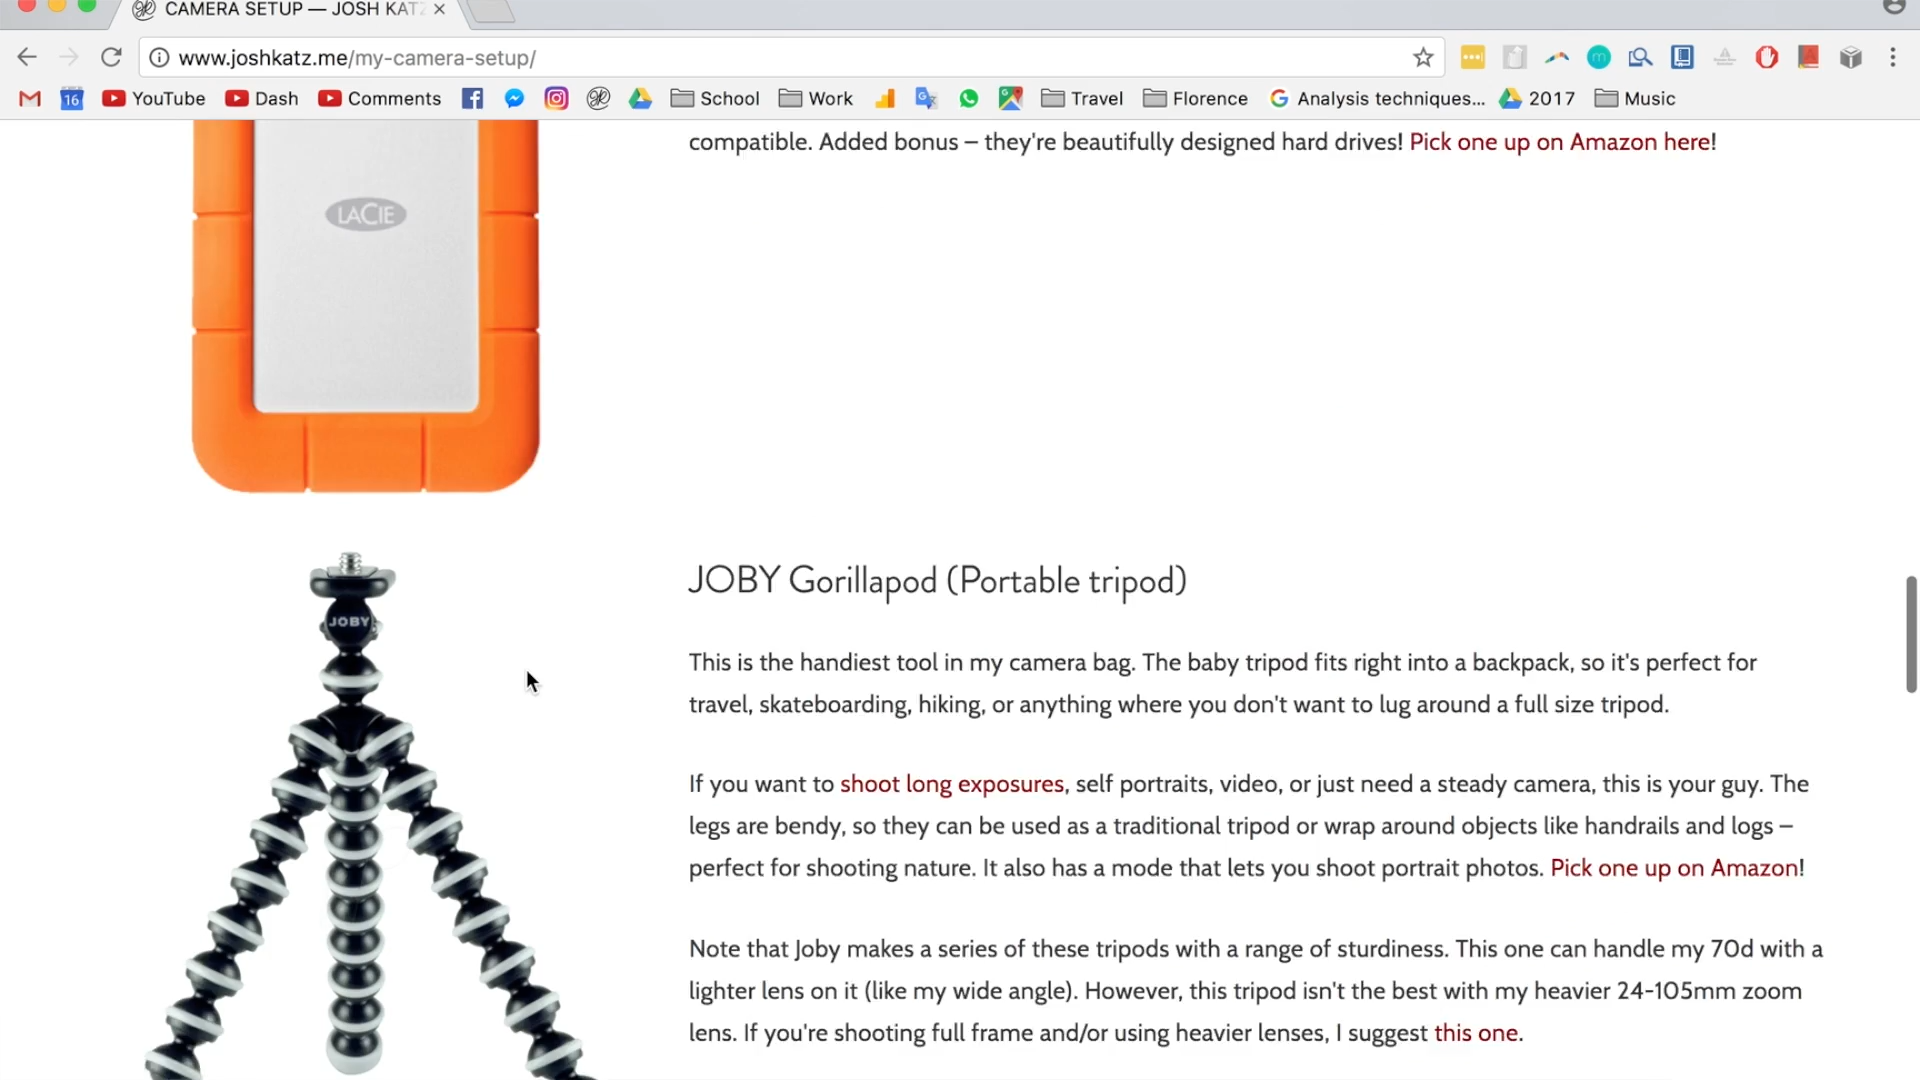 CAMERA SETUP — JOSH KATZ
www.joshkatz.me/my-camera-setup/
16 YouTube Dash Comments School Work Travel Florence Analysis techniques... 2017 Music
compatible. Added bonus – they're beautifully designed hard drives! Pick one up on Amazon here!
LACIE
JOBY
JOBY Gorillapod (Portable tripod)
This is the handiest tool in my camera bag. The baby tripod fits right into a backpack, so it's perfect for
travel, skateboarding, hiking, or anything where you don't want to lug around a full size tripod.
If you want to shoot long exposures, self portraits, video, or just need a steady camera, this is your guy. The
legs are bendy, so they can be used as a traditional tripod or wrap around objects like handrails and logs –
perfect for shooting nature. It also has a mode that lets you shoot portrait photos. Pick one up on Amazon!
Note that Joby makes a series of these tripods with a range of sturdiness. This one can handle my 70d with a
lighter lens on it (like my wide angle). However, this tripod isn't the best with my heavier 24-105mm zoom
lens. If you're shooting full frame and/or using heavier lenses, I suggest this one.